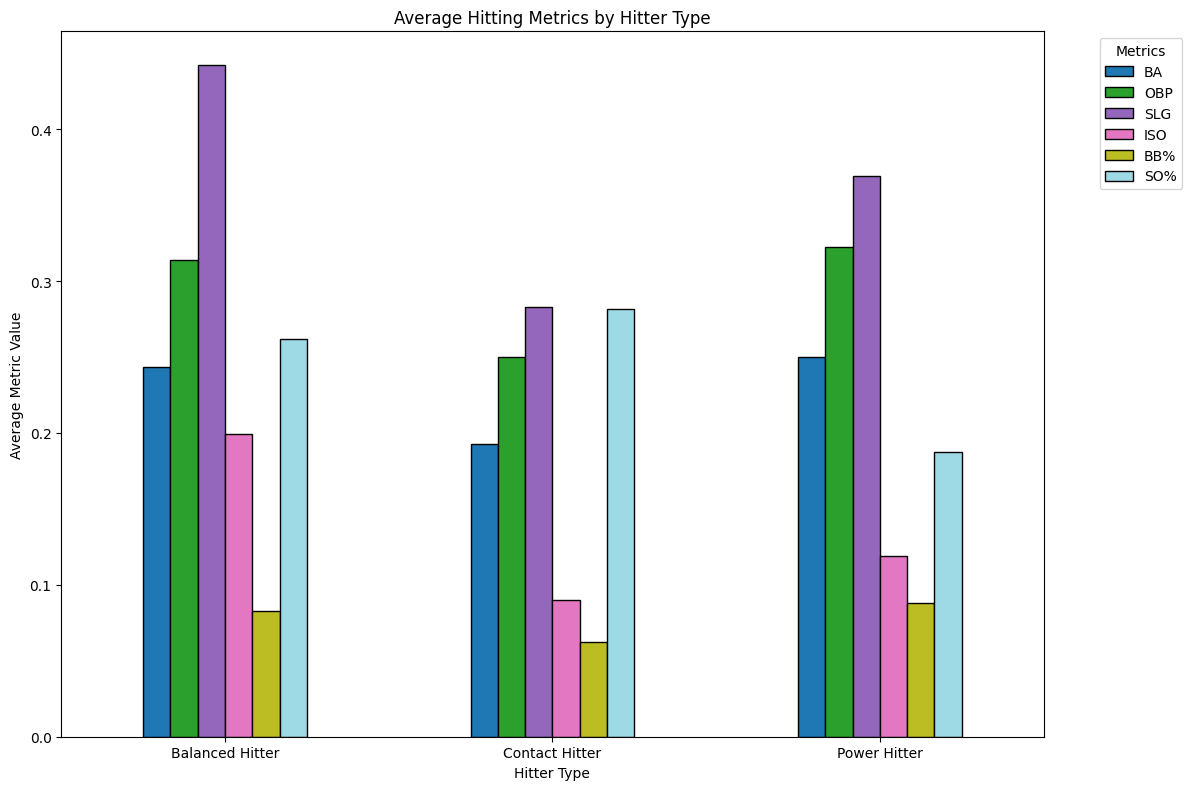 Average Hitting Metrics by Hitter Type
Metrics
BA
OBP
SLG
ISO
BB%
SO%
Average Metric Value
0.4
0.3
0.2
0.1
0.0
Balanced Hitter
Contact Hitter
Power Hitter
Hitter Type